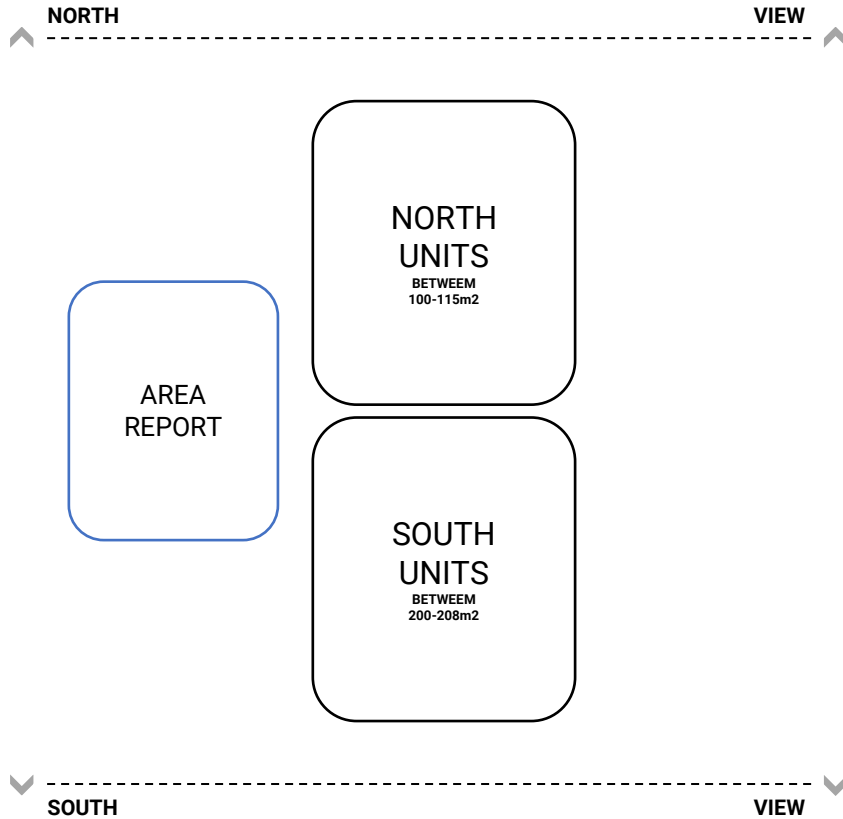 NORTH VIEW
NORTH
UNITS
BETWEEM
100-115m2
AREA
REPORT
SOUTH
UNITS
BETWEEM
200-208m2
SOUTH VIEW